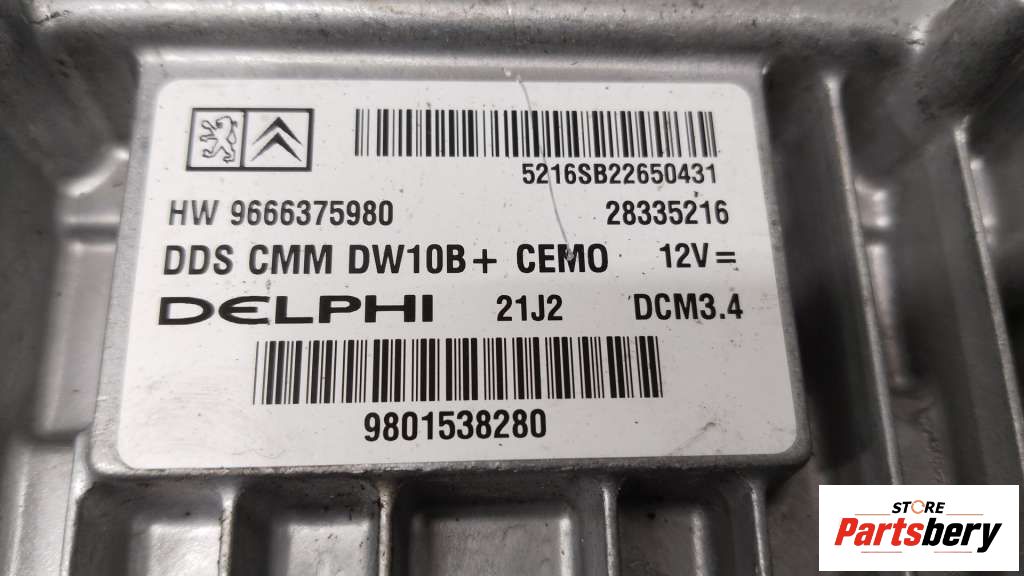 5216SB22650431
HW 9666375980 28335216
DDS CMM DW10B+ CEMO 12V=
DELPHI 21J2 DCM3.4
9801538280
STORE
Partsbery